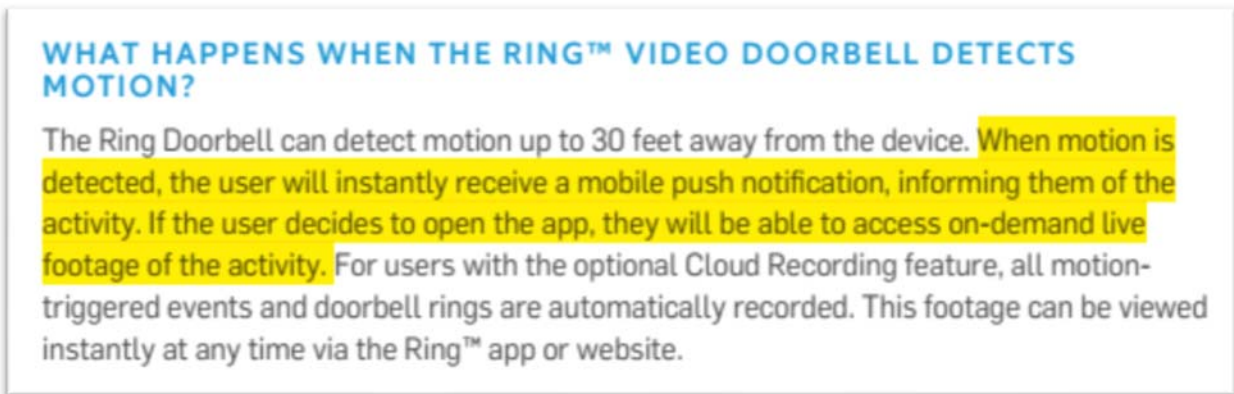 WHAT HAPPENS WHEN THE RING™ VIDEO DOORBELL DETECTS
MOTION?
The Ring Doorbell can detect motion up to 30 feet away from the device. When motion is
detected, the user will instantly receive a mobile push notification, informing them of the
activity. If the user decides to open the app, they will be able to access on-demand live
footage of the activity. For users with the optional Cloud Recording feature, all motion-
triggered events and doorbell rings are automatically recorded. This footage can be viewed
instantly at any time via the Ring™ app or website.